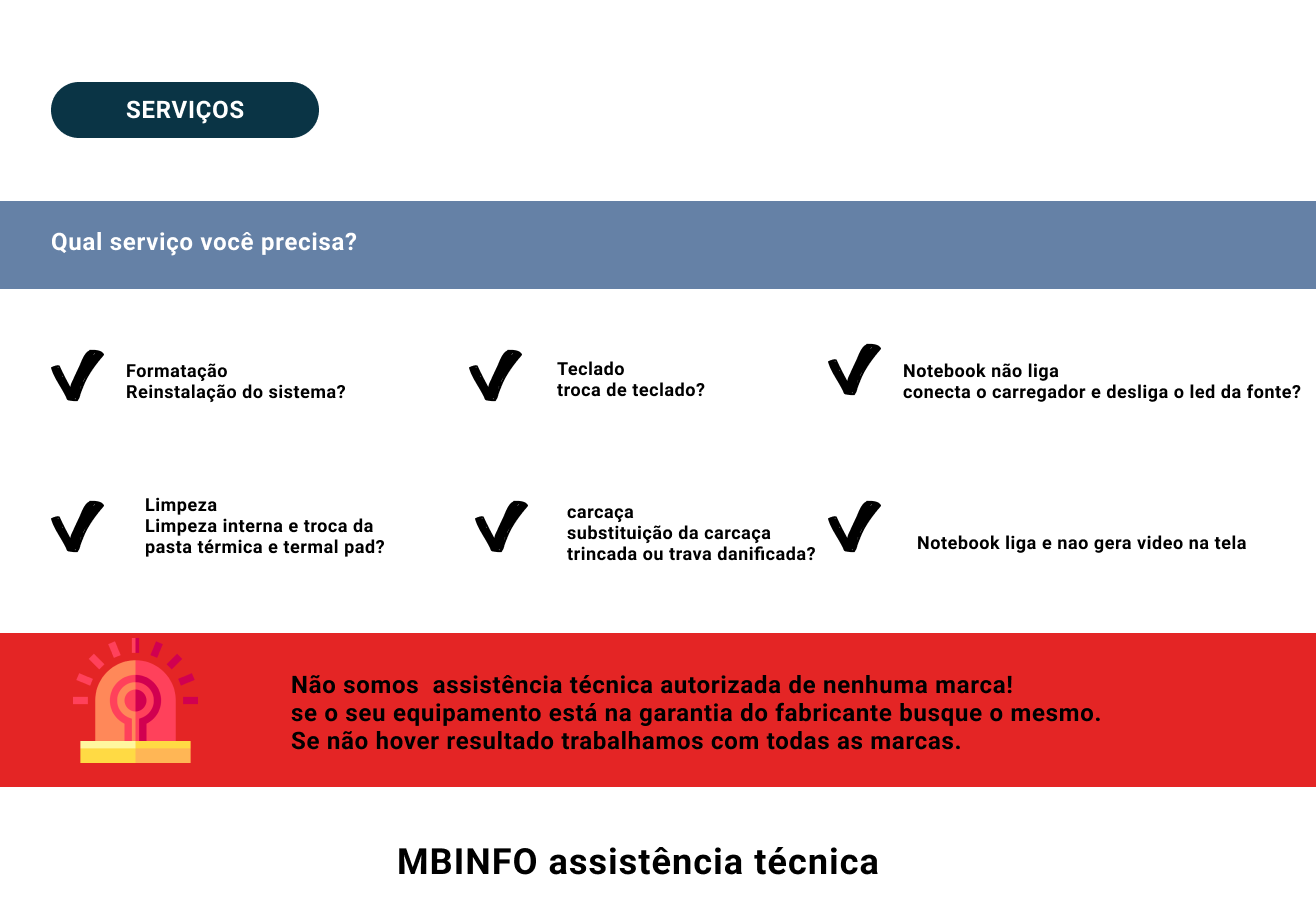 SERVIÇOS
Qual serviço você precisa?
Formatação
Reinstalação do sistema?
Teclado
troca de teclado?
Notebook não liga
conecta o carregador e desliga o led da fonte?
Limpeza
Limpeza interna e troca da
pasta térmica e termal pad?
carcaça
substituição da carcaça
trincada ou trava danificada?
Notebook liga e nao gera video na tela
Não somos  assistência técnica autorizada de nenhuma marca!
se o seu equipamento está na garantia do fabricante busque o mesmo.
Se não hover resultado trabalhamos com todas as marcas.
MBINFO assistência técnica